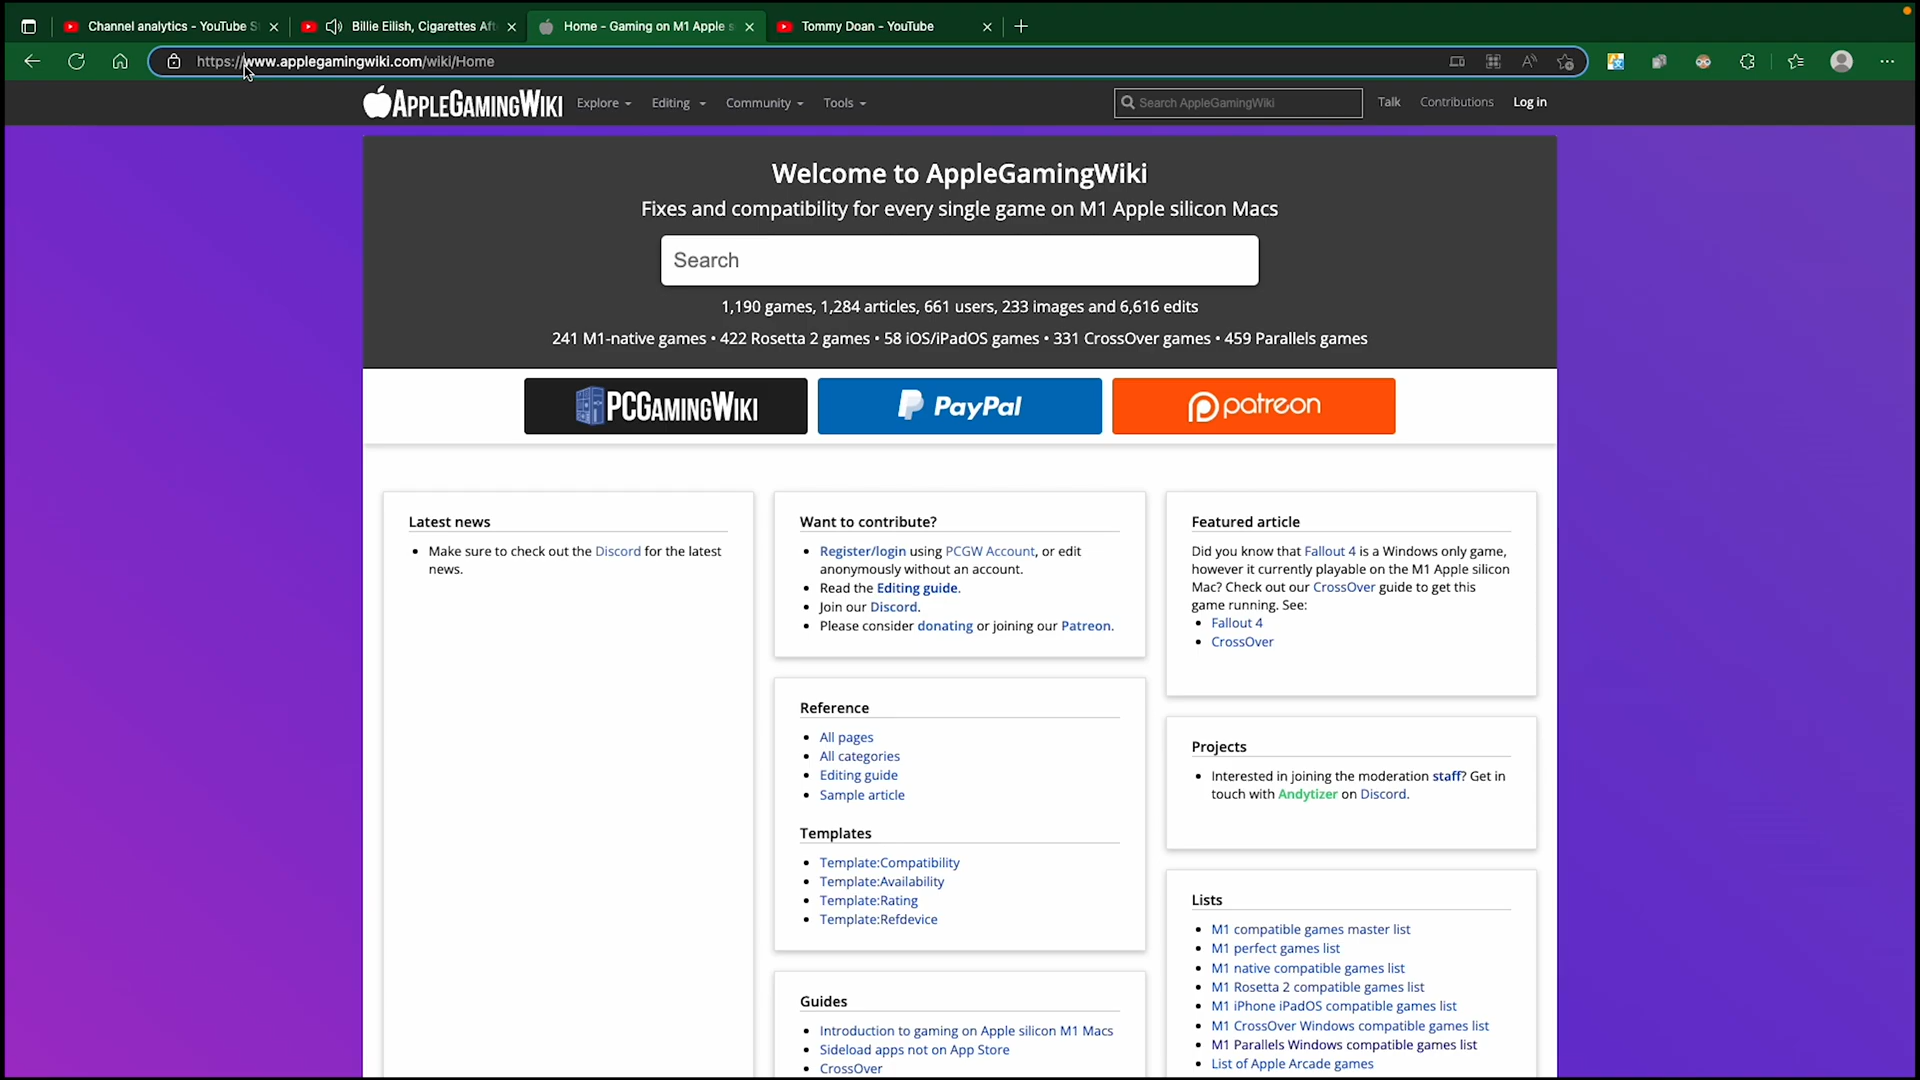 Channel analytics - YouTube S
Billie Eilish, Cigarettes Afte
Home - Gaming on M1 Apple s
Tommy Doan - YouTube
https://www.applegamingwiki.com/wiki/Home
APPLEGAMINGWIKI
Explore
Editing
Community
Tools
Search AppleGamingWiki
Talk
Contributions
Log in
Welcome to AppleGamingWiki
Fixes and compatibility for every single game on M1 Apple silicon Macs
Search
1,190 games, 1,284 articles, 661 users, 233 images and 6,616 edits
241 M1-native games • 422 Rosetta 2 games • 58 iOS/iPadOS games • 331 CrossOver games • 459 Parallels games
PCGAMINGWIKI
PayPal
patreon
Latest news
Make sure to check out the Discord for the latest
news.
Want to contribute?
Register/login using PCGW Account, or edit
anonymously without an account.
Read the Editing guide.
Join our Discord.
Please consider donating or joining our Patreon.
Reference
All pages
All categories
Editing guide
Sample article
Templates
Template:Compatibility
Template:Availability
Template:Rating
Template:Refdevice
Guides
Introduction to gaming on Apple silicon M1 Macs
Sideload apps not on App Store
CrossOver
Featured article
Did you know that Fallout 4 is a Windows only game,
however it currently playable on the M1 Apple silicon
Mac? Check out our CrossOver guide to get this
game running. See:
Fallout 4
CrossOver
Projects
Interested in joining the moderation staff? Get in
touch with Andytizer on Discord.
Lists
M1 compatible games master list
M1 perfect games list
M1 native compatible games list
M1 Rosetta 2 compatible games list
M1 iPhone iPadOS compatible games list
M1 CrossOver Windows compatible games list
M1 Parallels Windows compatible games list
List of Apple Arcade games